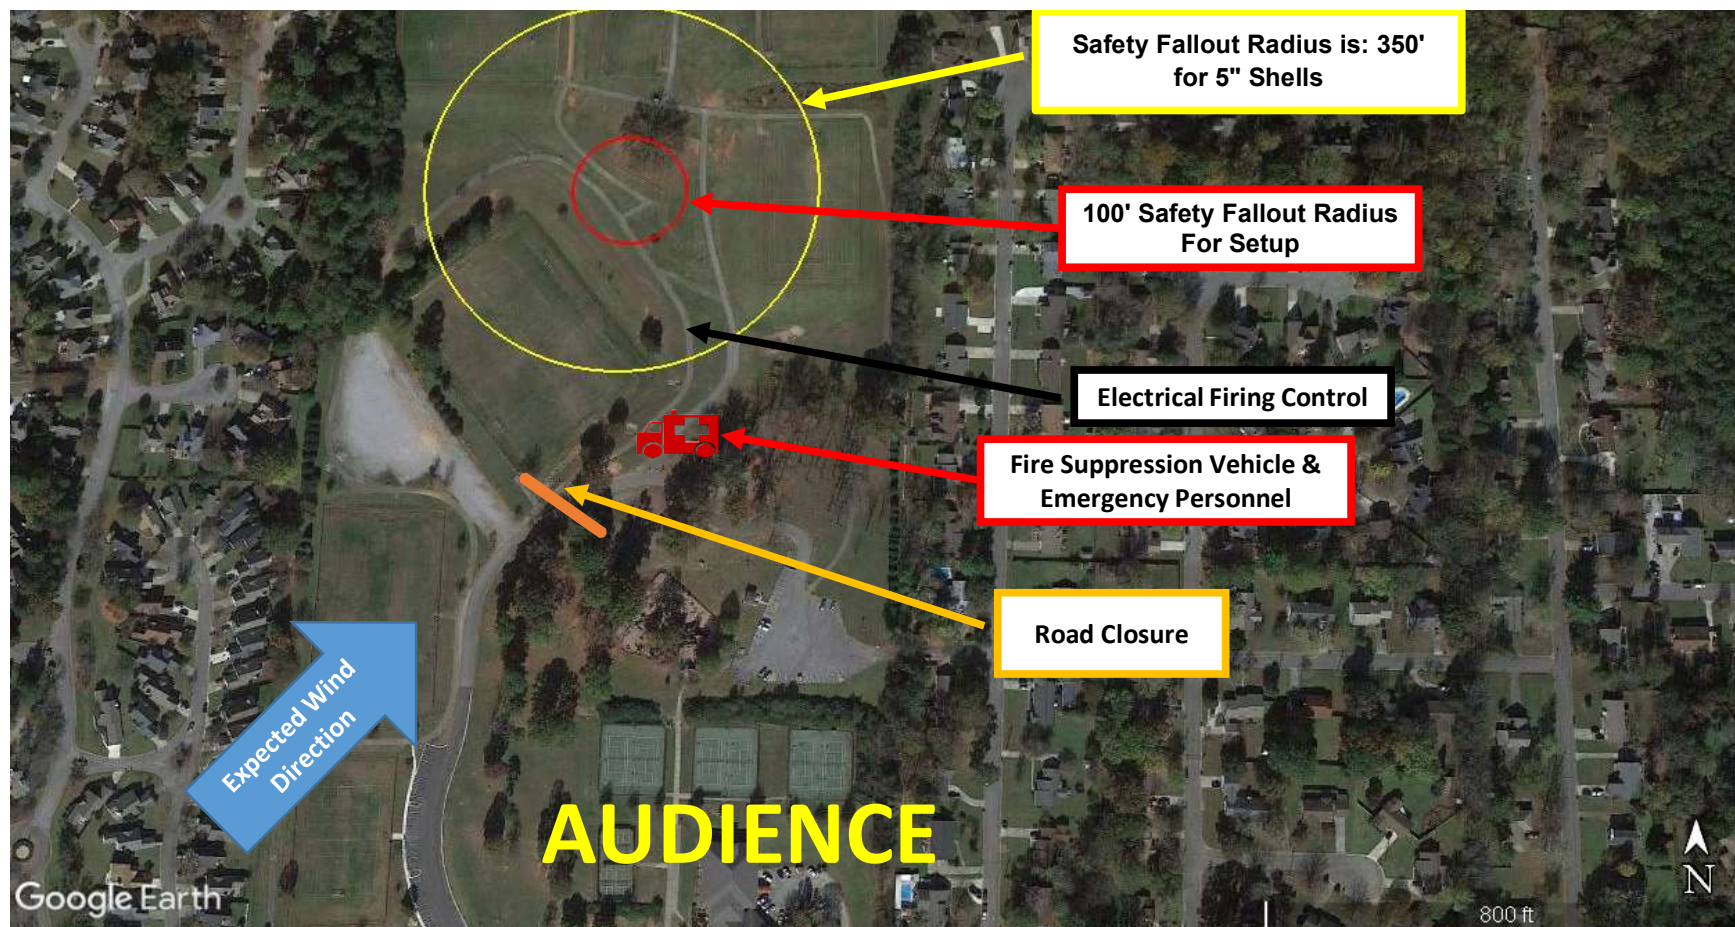 Safety Fallout Radius is: 350'
for 5" Shells
100' Safety Fallout Radius
For Setup
Electrical Firing Control
Fire Suppression Vehicle &
Emergency Personnel
Road Closure
Expected Wind
Direction
AUDIENCE
Google Earth
N
800 ft